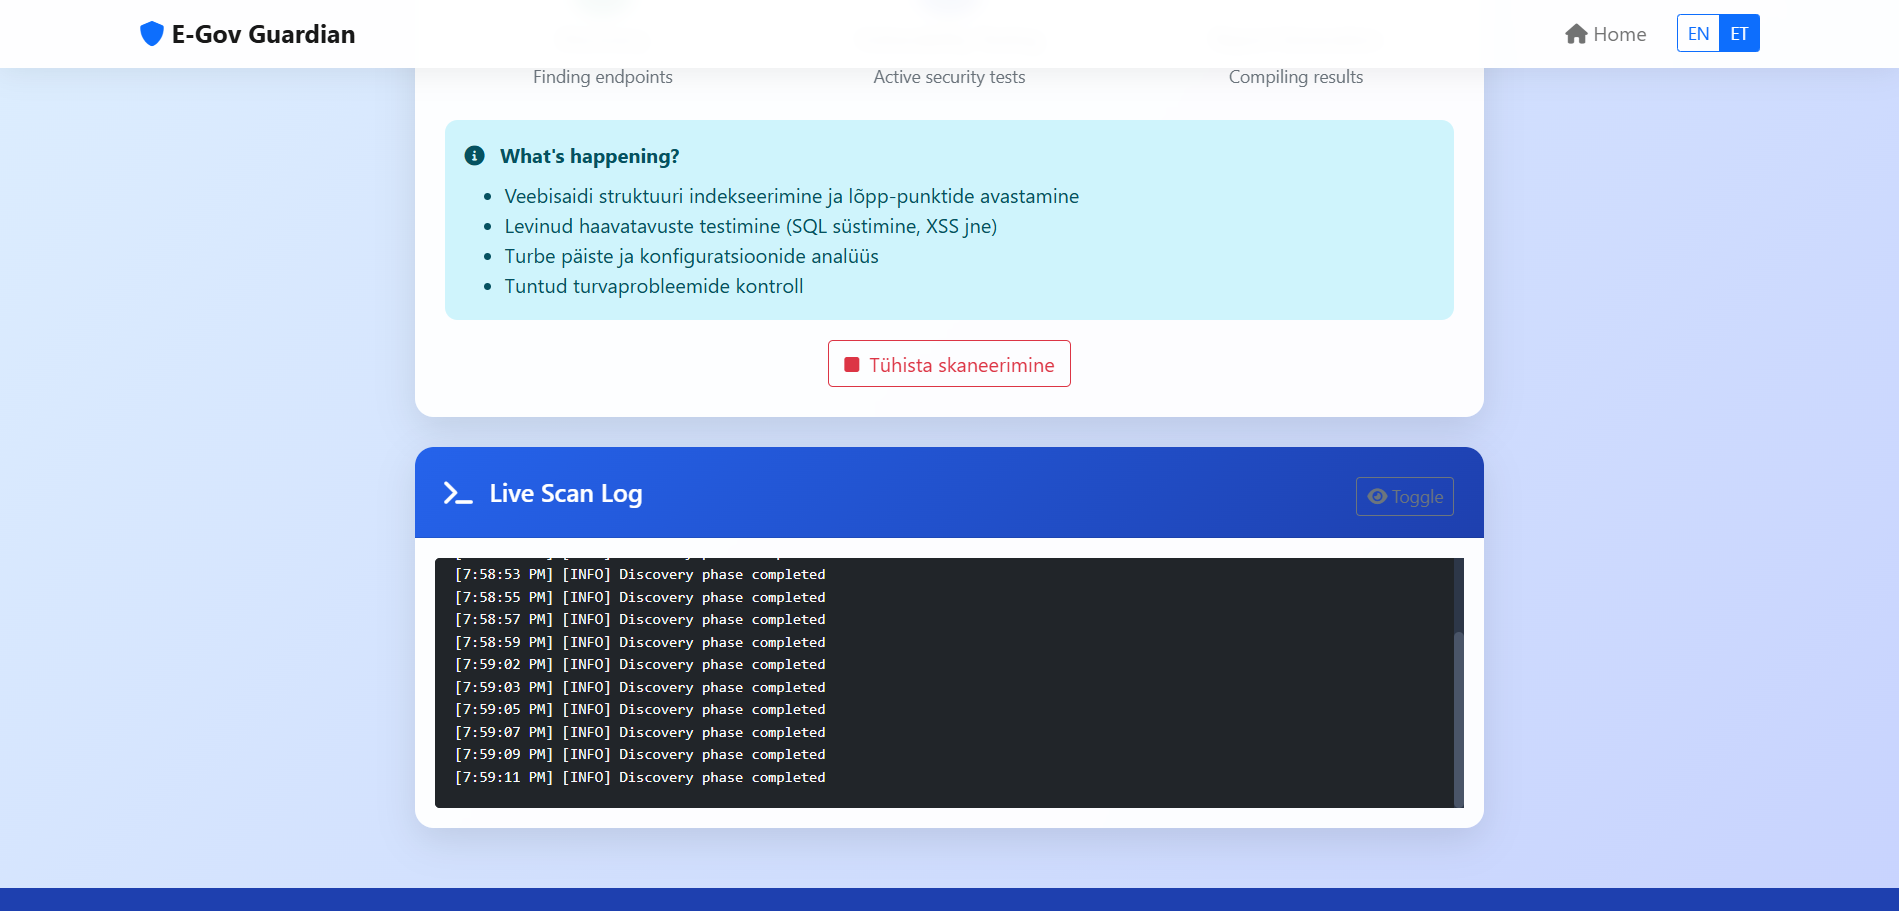 E-Gov Guardian
Home
EN
ET
Finding endpoints
Active security tests
Compiling results
What's happening?
Veebisaidi struktuuri indekseerimine ja lõpp-punktide avastamine
Levinud haavatavuste testimine (SQL süstimine, XSS jne)
Turbe päiste ja konfiguratsioonide analüüs
Tuntud turvaprobleemide kontroll
Tühista skaneerimine
Live Scan Log
Toggle
[7:58:53 PM] [INFO] Discovery phase completed
[7:58:55 PM] [INFO] Discovery phase completed
[7:58:57 PM] [INFO] Discovery phase completed
[7:58:59 PM] [INFO] Discovery phase completed
[7:59:02 PM] [INFO] Discovery phase completed
[7:59:03 PM] [INFO] Discovery phase completed
[7:59:05 PM] [INFO] Discovery phase completed
[7:59:07 PM] [INFO] Discovery phase completed
[7:59:09 PM] [INFO] Discovery phase completed
[7:59:11 PM] [INFO] Discovery phase completed